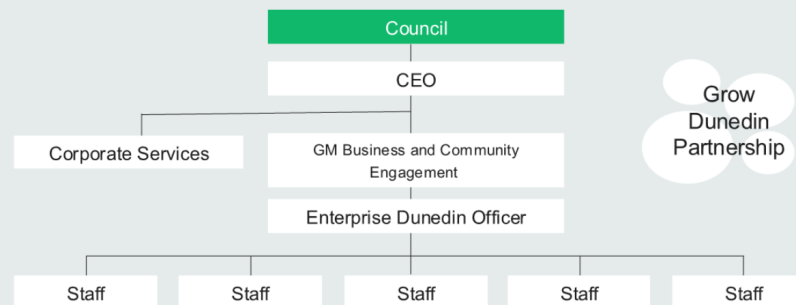 Council
CEO
Grow
Dunedin
Partnership
Corporate Services
GM Business and Community
Engagement
Enterprise Dunedin Officer
Staff
Staff
Staff
Staff
Staff